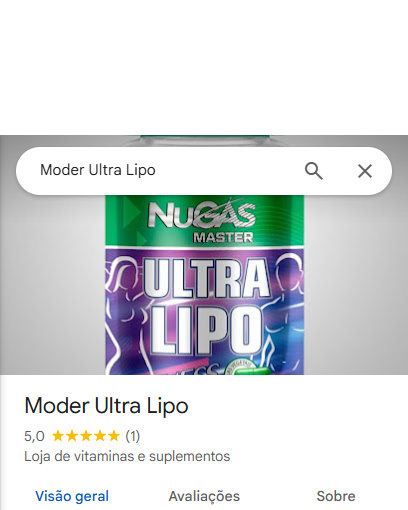 Moder Ultra Lipo
NUGAS
MASTER
ULTRA
LIPO
Moder Ultra Lipo
5,0 (1)
Loja de vitaminas e suplementos
Visão geral
Avaliações
Sobre